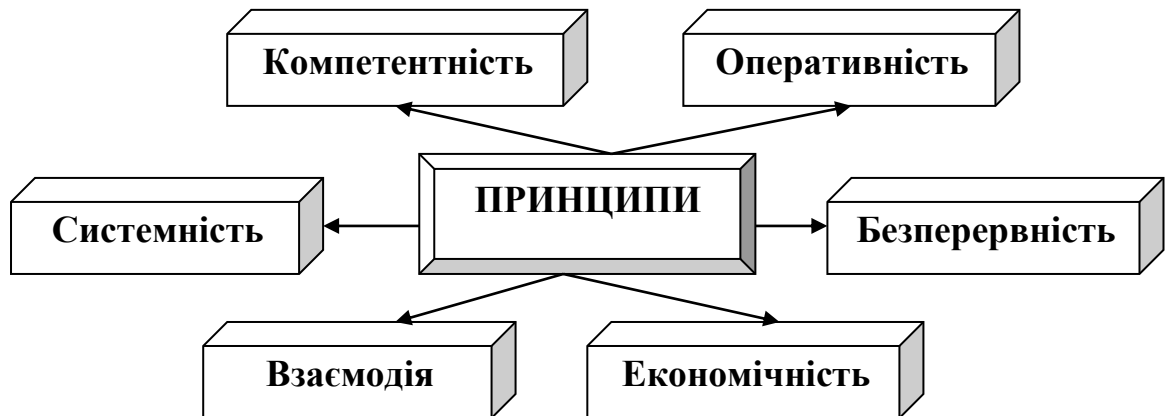 Компетентність
Оперативність
ПРИНЦИПИ
Системність
Безперервність
Взаємодія
Економічність